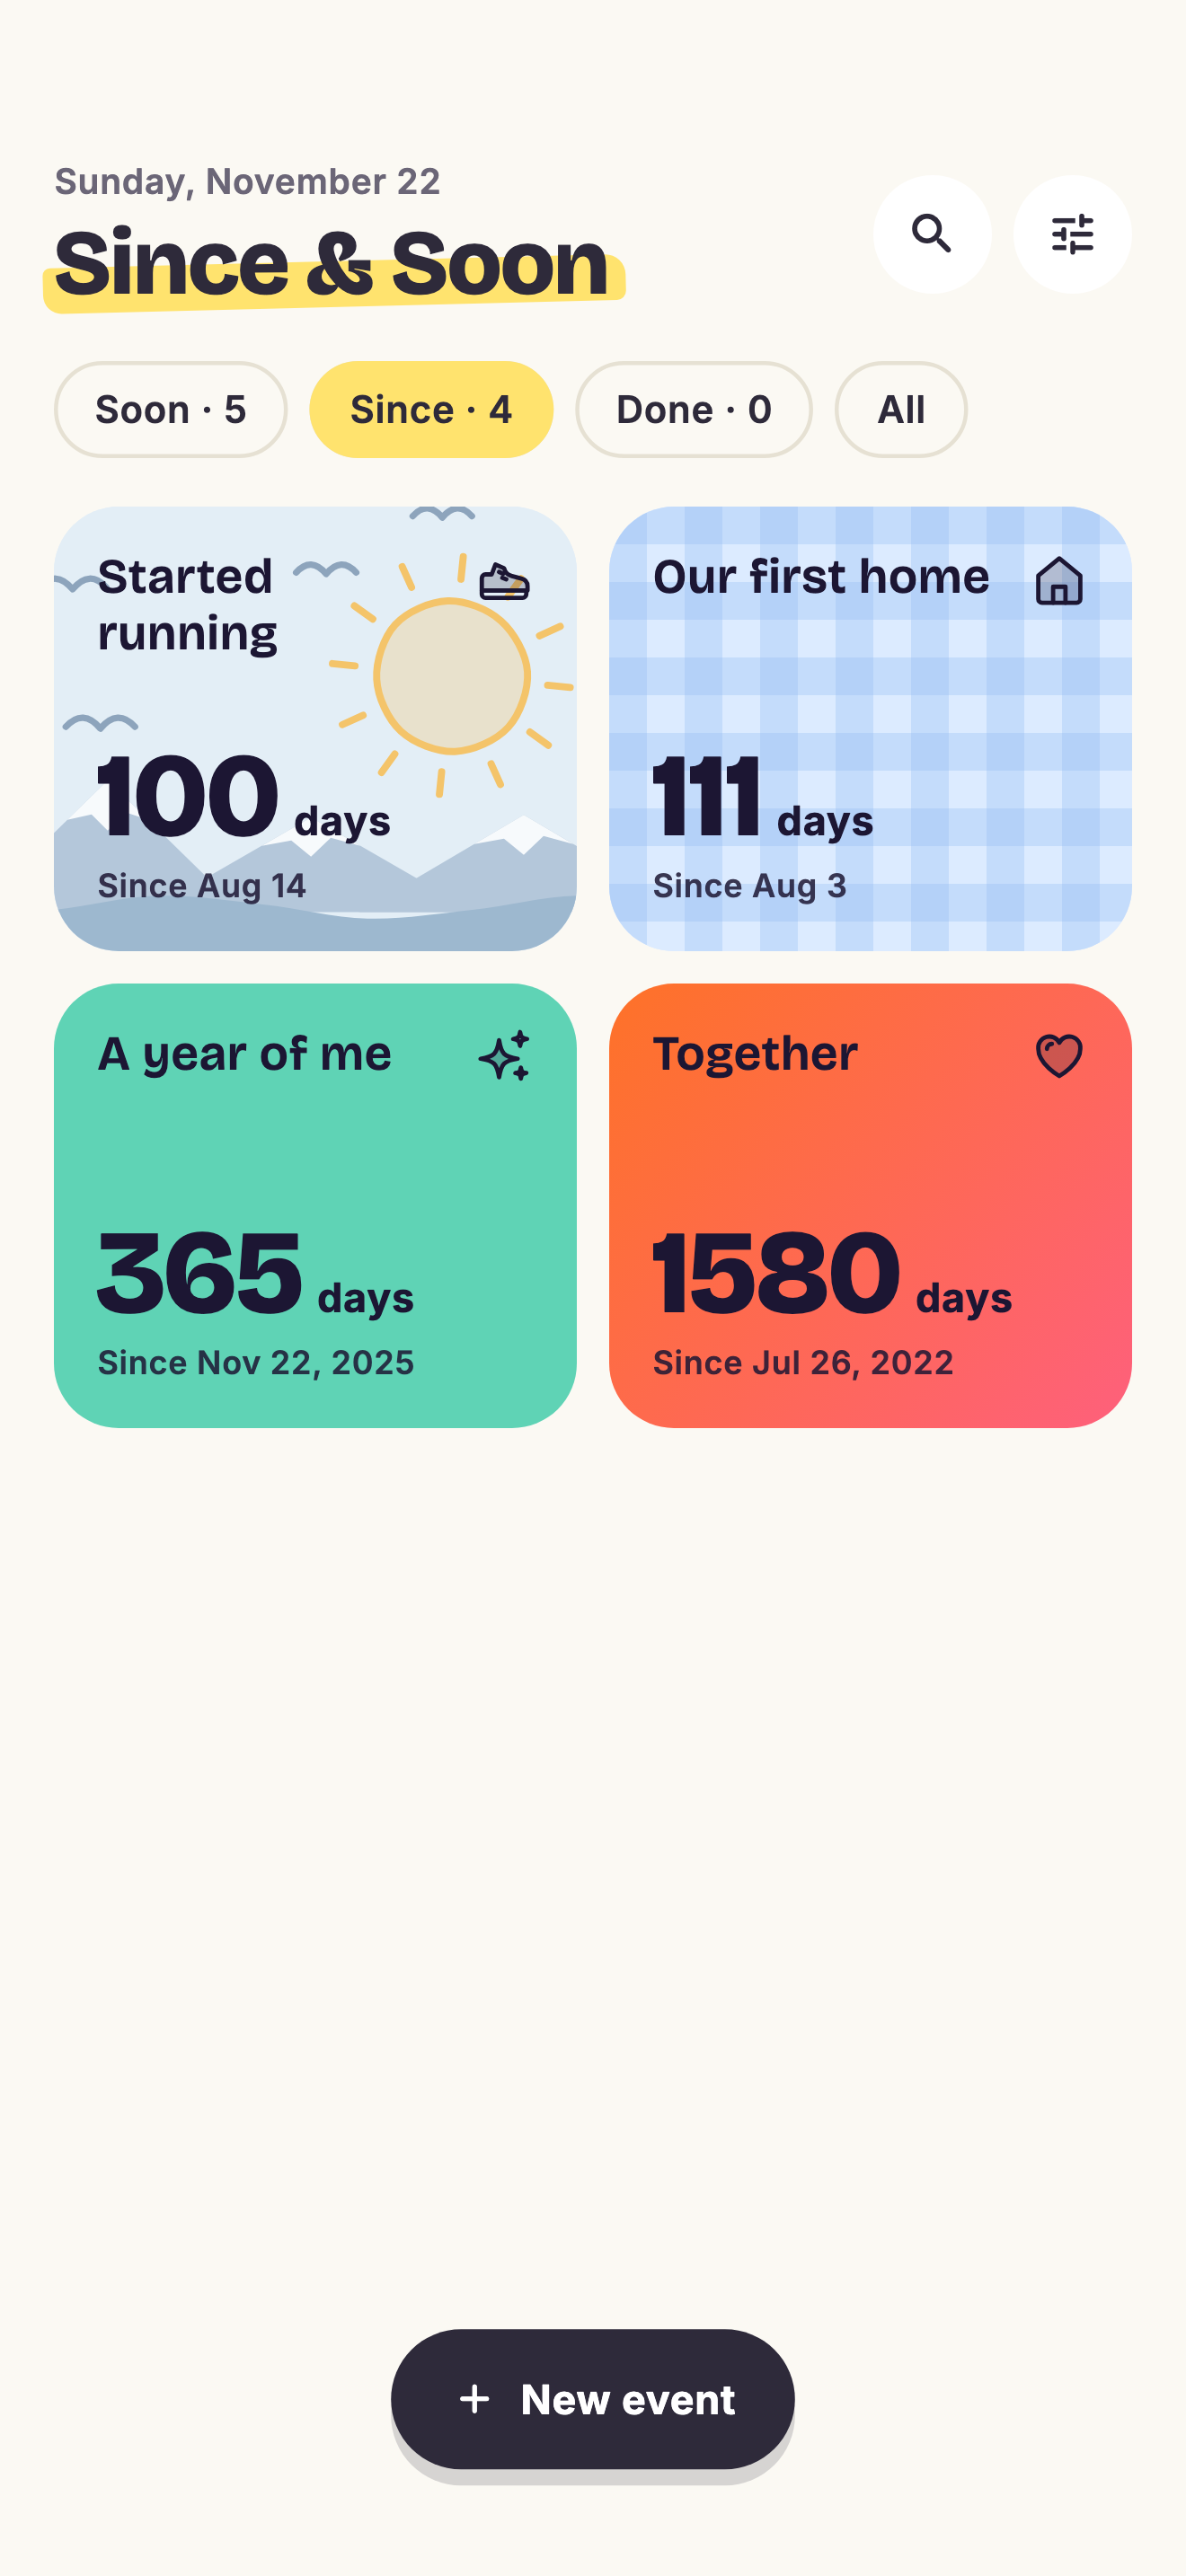 Sunday, November 22
Since & Soon
Soon · 5
Since · 4
Done · 0
All
Started
running
100 days
Since Aug 14
Our first home
111 days
Since Aug 3
A year of me
365 days
Since Nov 22, 2025
Together
1580 days
Since Jul 26, 2022
+ New event